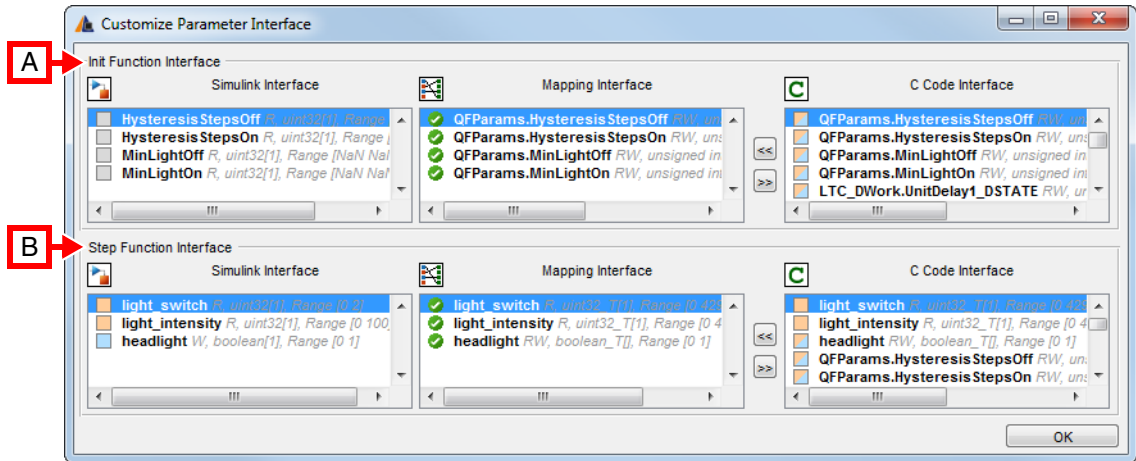 Customize Parameter Interface
A
Init Function Interface
Simulink Interface
Mapping Interface
C Code Interface
HysteresisStepsOff R, uint32[1], Range
HysteresisStepsOn R, uint32[1], Range [
MinLightOff R, uint32[1], Range [NaN Nal
MinLightOn R, uint32[1], Range [NaN Nal
QFParams.HysteresisStepsOff RW, un
QFParams.HysteresisStepsOn RW, uns
QFParams.MinLightOff RW, unsigned in
QFParams.MinLightOn RW, unsigned in
<<
>>
QFParams.HysteresisStepsOff RW, un
QFParams.HysteresisStepsOn RW, uns
QFParams.MinLightOff RW, unsigned in
QFParams.MinLightOn RW, unsigned in
LTC_DWork.UnitDelay1_DSTATE RW, ur
B
Step Function Interface
Simulink Interface
Mapping Interface
C Code Interface
light_switch R, uint32[1], Range [0 2]
light_intensity R, uint32[1], Range [0 100]
headlight W, boolean[1], Range [0 1]
light_switch R, uint32_T[1], Range [0 429
light_intensity R, uint32_T[1], Range [0 4
headlight RW, boolean_T[], Range [0 1]
<<
>>
light_switch R, uint32_T[1], Range [0 429
light_intensity R, uint32_T[1], Range [0 4
headlight RW, boolean_T[], Range [0 1]
QFParams.HysteresisStepsOff RW, un
QFParams.HysteresisStepsOn RW, uns
OK